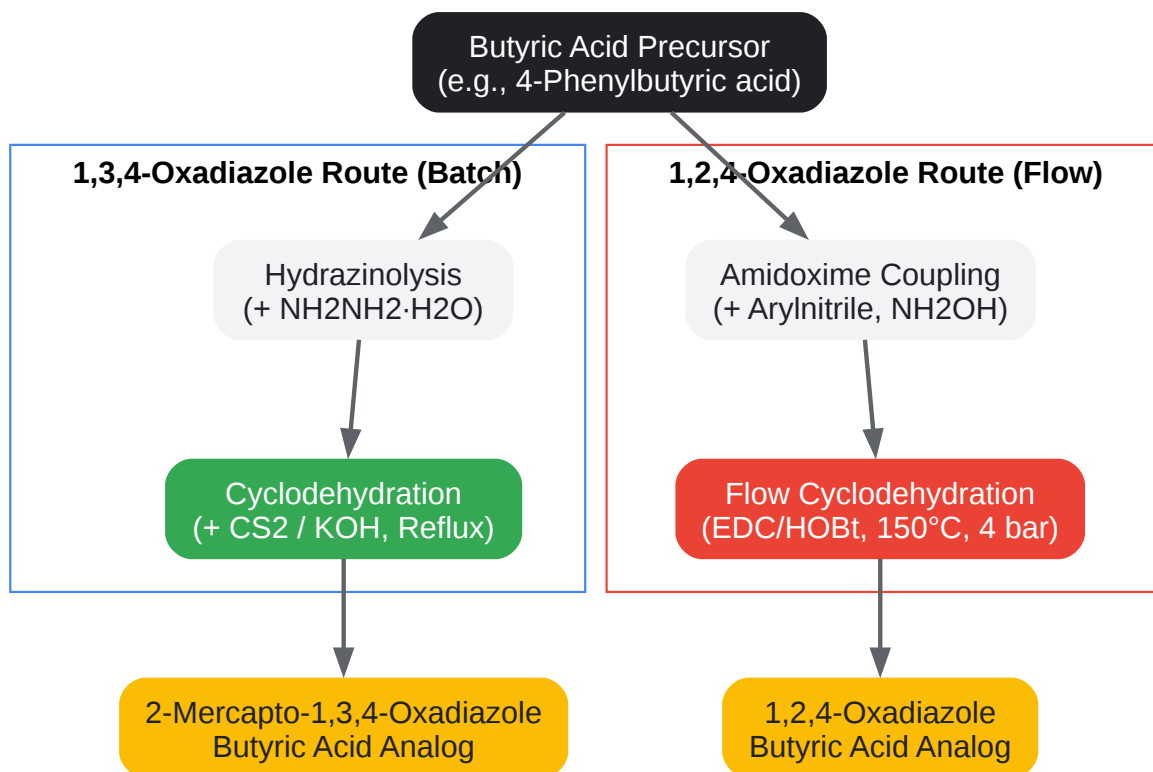 Butyric Acid Precursor
(e.g., 4-Phenylbutyric acid)
1,3,4-Oxadiazole Route (Batch)
Hydrazinolysis
(+ NH2NH2·H2O)
Cyclodehydration
(+ CS2 / KOH, Reflux)
2-Mercapto-1,3,4-Oxadiazole
Butyric Acid Analog
1,2,4-Oxadiazole Route (Flow)
Amidoxime Coupling
(+ Arylnitrile, NH2OH)
Flow Cyclodehydration
(EDC/HOBt, 150°C, 4 bar)
1,2,4-Oxadiazole
Butyric Acid Analog